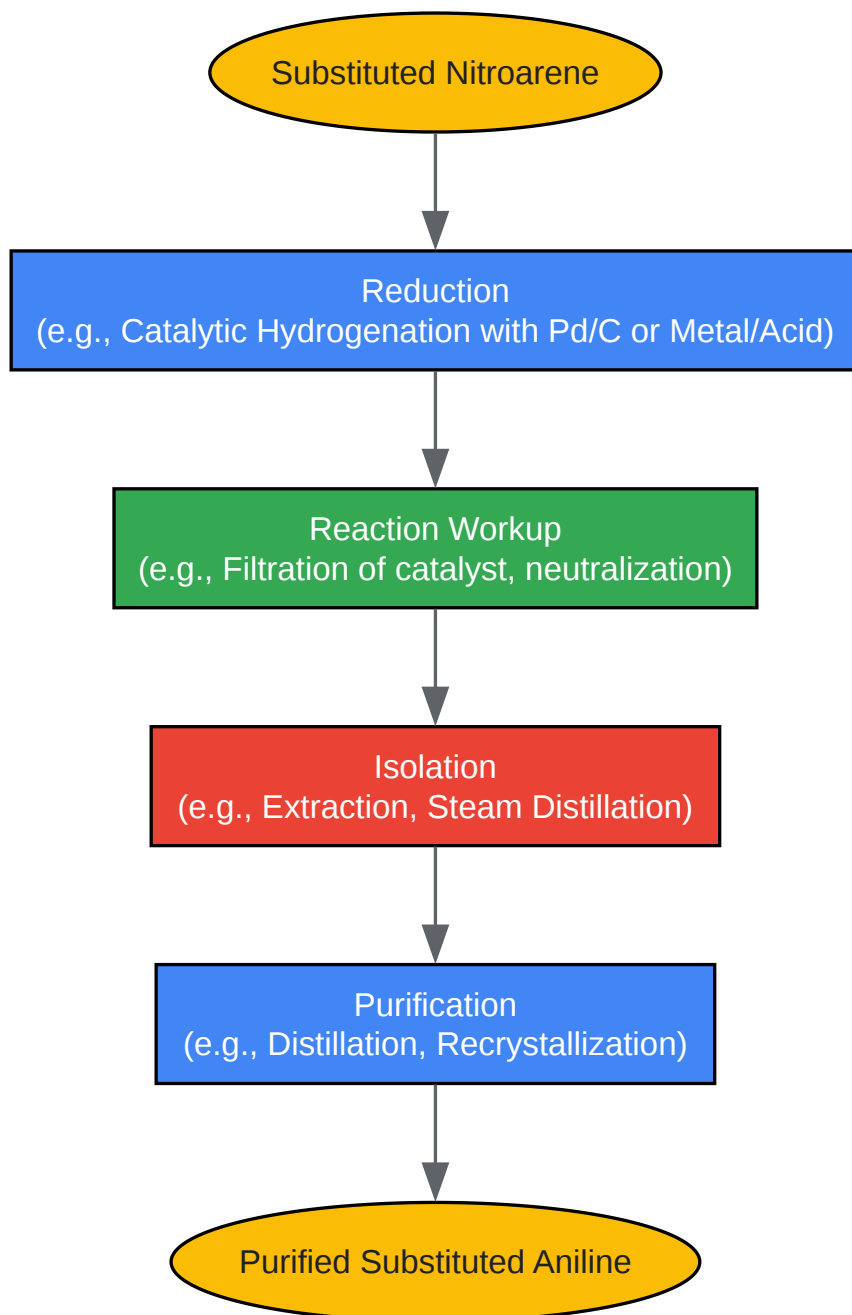 Substituted Nitroarene
Reduction
(e.g., Catalytic Hydrogenation with Pd/C or Metal/Acid)
Reaction Workup
(e.g., Filtration of catalyst, neutralization)
Isolation
(e.g., Extraction, Steam Distillation)
Purification
(e.g., Distillation, Recrystallization)
Purified Substituted Aniline